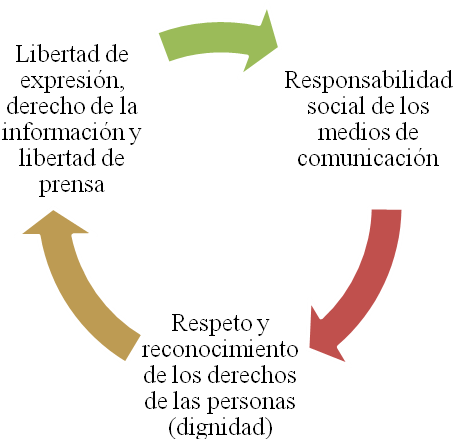 Libertad de
expresión,
derecho de la
información y
libertad de
prensa
Responsabilidad
social de los
medios de
comunicación
Respeto y
reconocimiento
de los derechos
de las personas
(dignidad)